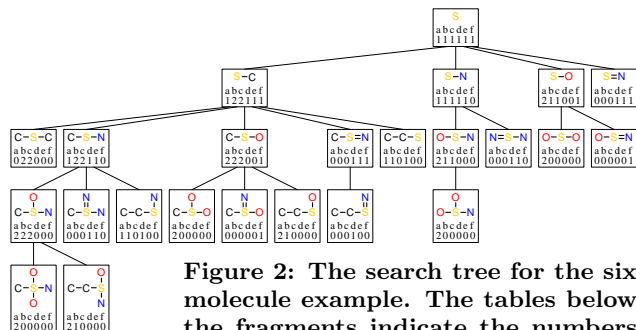 S
abcdef
111111
S-C
abcdef
122111
S-N
abcdef
111110
S-O
abcdef
211001
S=N
abcdef
000111
C-S-C
abcdef
022000
C-S-N
abcdef
122110
C-S-O
abcdef
222001
C-S=N
abcdef
000111
C-C-S
abcdef
110100
O-S-N
abcdef
211000
N=S-N
abcdef
000110
O-S-O
abcdef
200000
O-S=N
abcdef
000001
O
C-S-N
abcdef
222000
N
C-S-N
abcdef
000110
N
C-C-S
abcdef
110100
O
C-S-O
abcdef
200000
N
C-S-O
abcdef
000001
O
C-C-S
abcdef
210000
N
C-C-S
abcdef
000100
O
O-S-N
abcdef
200000
O
C-S-N
O
abcdef
200000
O
C-C-S
N
abcdef
210000
Figure 2: The search tree for the six
molecule example. The tables below
the fragments indicate the numbers